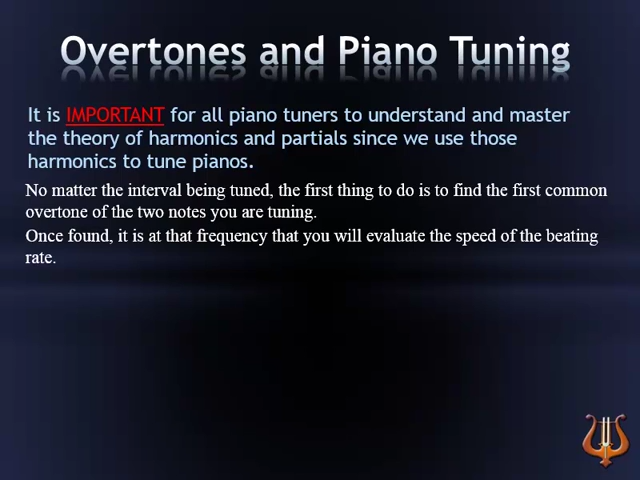 Overtones and Piano Tuning
It is IMPORTANT for all piano tuners to understand and master
the theory of harmonics and partials since we use those
harmonics to tune pianos.
No matter the interval being tuned, the first thing to do is to find the first common
overtone of the two notes you are tuning.
Once found, it is at that frequency that you will evaluate the speed of the beating
rate.